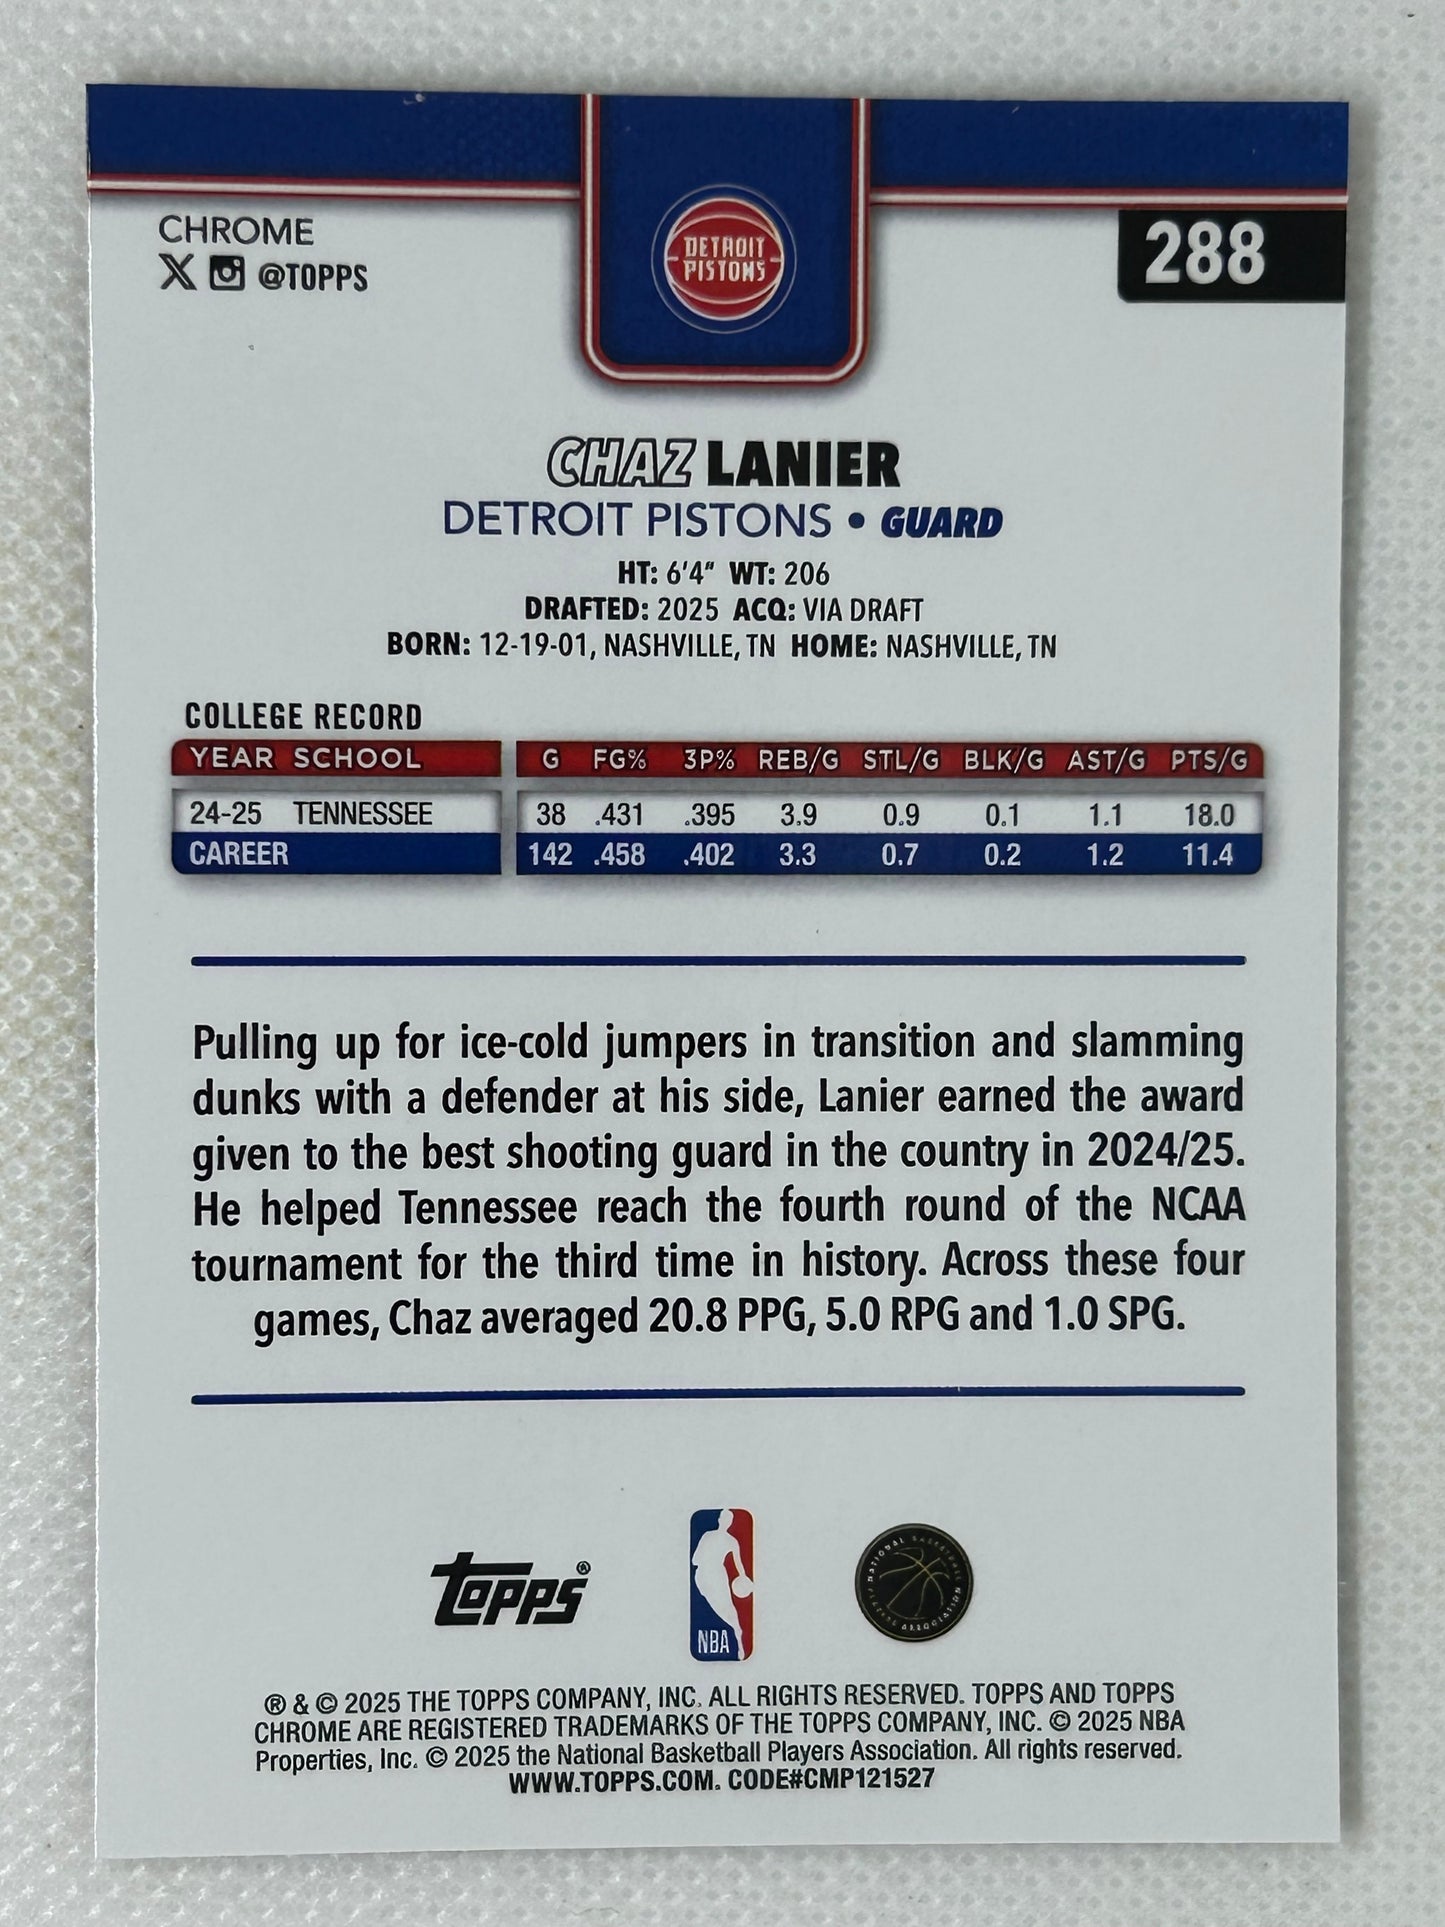 CHROME
X @TOPPS
DETROIT
PISTONS
288
CHAZ LANIER
DETROIT PISTONS • GUARD
HT: 6'4" WT: 206
DRAFTED: 2025 ACQ: VIA DRAFT
BORN: 12-19-01, NASHVILLE, TN HOME: NASHVILLE, TN
COLLEGE RECORD
YEAR SCHOOL G FG% 3P% REB/G STL/G BLK/G AST/G PTS/G
24-25 TENNESSEE 38 .431 .395 3.9 0.9 0.1 1.1 18.0
CAREER 142 .458 .402 3.3 0.7 0.2 1.2 11.4
Pulling up for ice-cold jumpers in transition and slamming
dunks with a defender at his side, Lanier earned the award
given to the best shooting guard in the country in 2024/25.
He helped Tennessee reach the fourth round of the NCAA
tournament for the third time in history. Across these four
games, Chaz averaged 20.8 PPG, 5.0 RPG and 1.0 SPG.
Topps®
NBA
NATIONAL BASKETBALL
PLAYERS ASSOCIATION
® & © 2025 THE TOPPS COMPANY, INC. ALL RIGHTS RESERVED. TOPPS AND TOPPS
CHROME ARE REGISTERED TRADEMARKS OF THE TOPPS COMPANY, INC. © 2025 NBA
Properties, Inc. © 2025 the National Basketball Players Association. All rights reserved.
WWW.TOPPS.COM. CODE#CMP121527